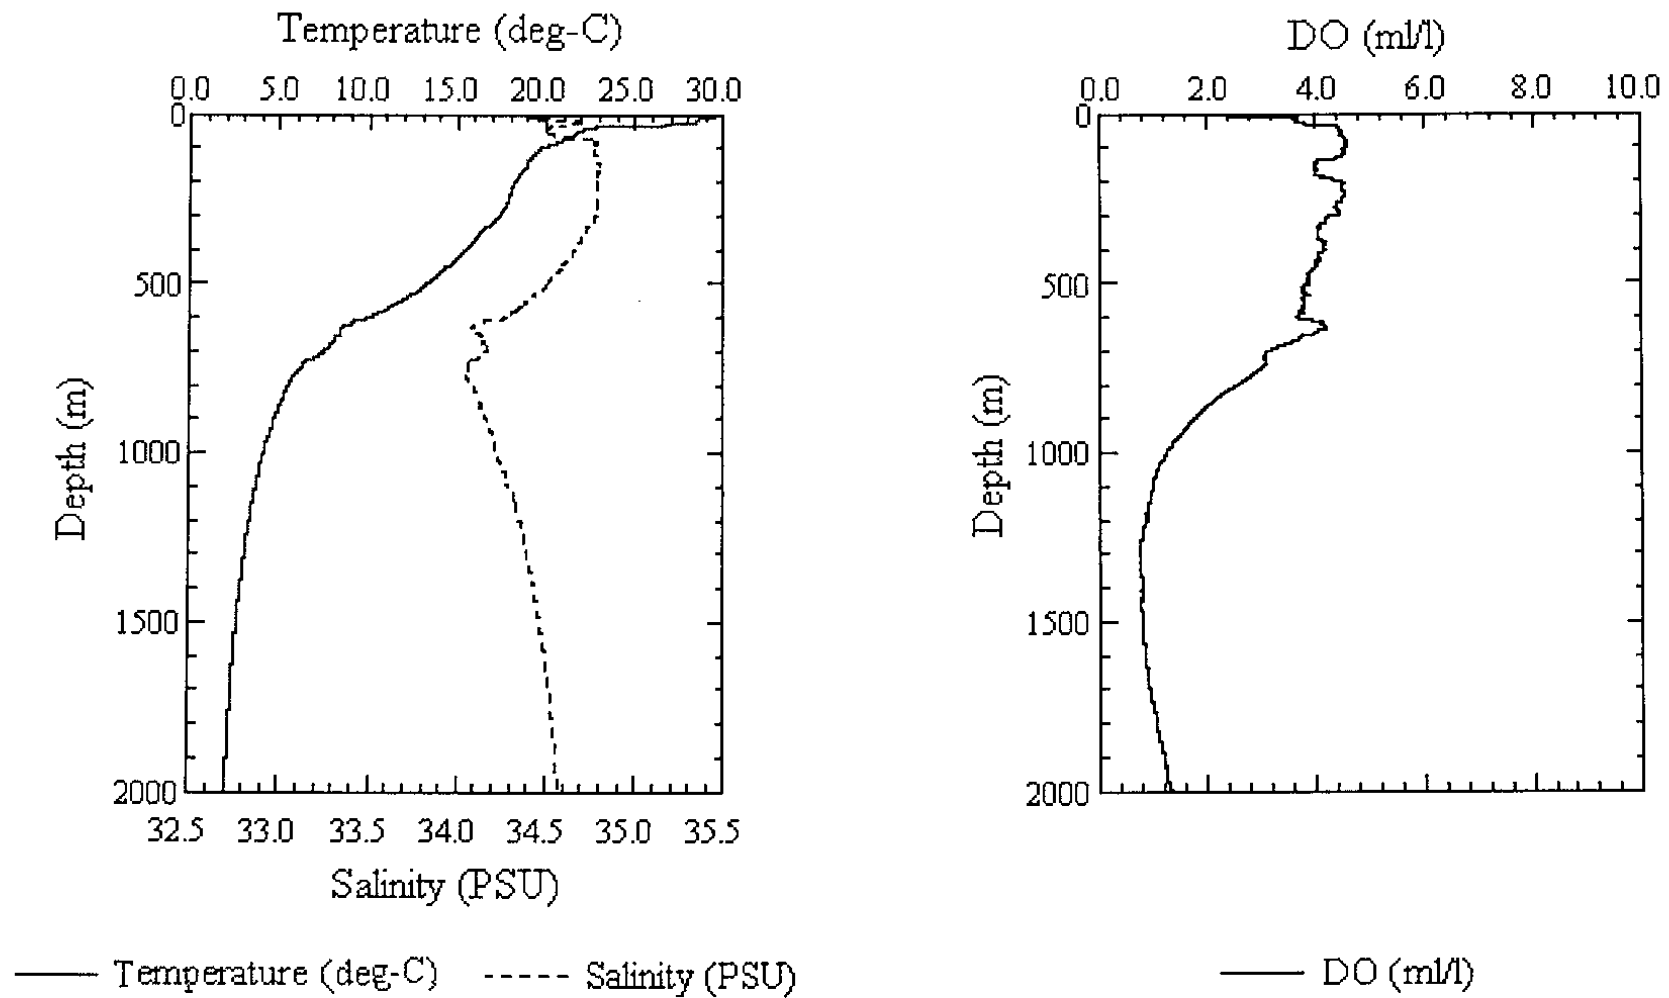 Temperature (deg-C)
0.0 5.0 10.0 15.0 20.0 25.0 30.0
0
500
1000
1500
2000
Depth (m)
32.5 33.0 33.5 34.0 34.5 35.0 35.5
Salinity (PSU)
Temperature (deg-C) Salinity (PSU)
DO (ml/l)
0.0 2.0 4.0 6.0 8.0 10.0
0
500
1000
1500
2000
Depth (m)
DO (ml/l)